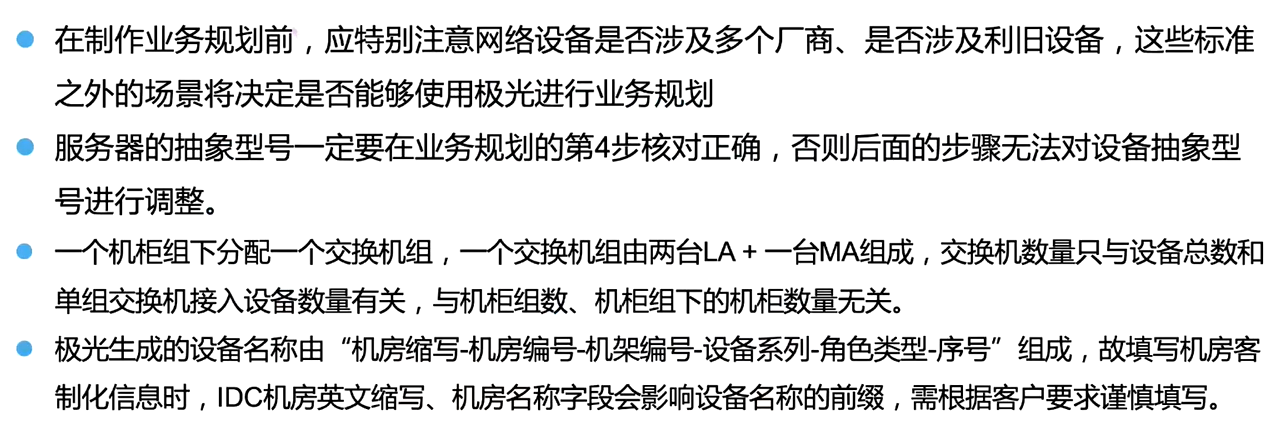 在制作业务规划前，应特别注意网络设备是否涉及多个厂商、是否涉及利旧设备，这些标准
之外的场景将决定是否能够使用极光进行业务规划
服务器的抽象型号一定要在业务规划的第4步核对正确，否则后面的步骤无法对设备抽象型
号进行调整。
一个机柜组下分配一个交换机组，一个交换机组由两台LA + 一台MA组成，交换机数量只与设备总数和
单组交换机接入设备数量有关，与机柜组数、机柜组下的机柜数量无关。
极光生成的设备名称由“机房缩写-机房编号-机架编号-设备系列-角色类型-序号”组成，故填写机房客
制化信息时，IDC机房英文缩写、机房名称字段会影响设备名称的前缀，需根据客户要求谨慎填写。